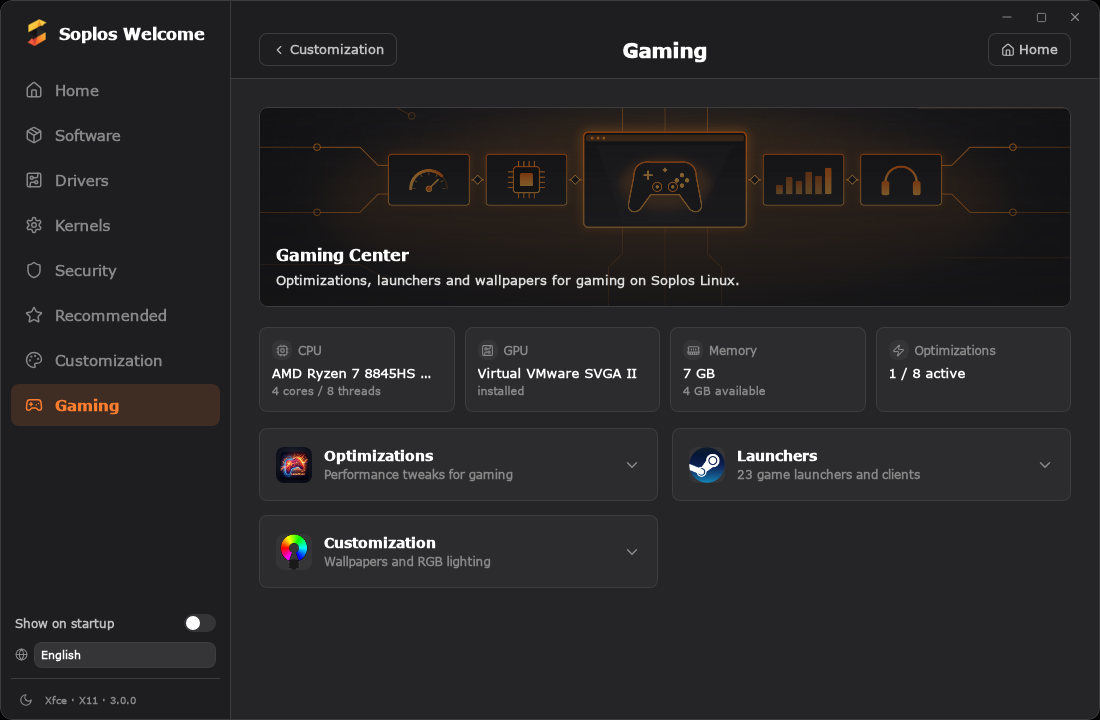 Soplos Welcome
Home
Software
Drivers
Kernels
Security
Recommended
Customization
Gaming
Show on startup
English
Xfce · X11 · 3.0.0
Customization
Gaming
Home
Gaming Center
Optimizations, launchers and wallpapers for gaming on Soplos Linux.
CPU
AMD Ryzen 7 8845HS ...
4 cores / 8 threads
GPU
Virtual VMware SVGA II
installed
Memory
7 GB
4 GB available
Optimizations
1 / 8 active
Optimizations
Performance tweaks for gaming
Launchers
23 game launchers and clients
Customization
Wallpapers and RGB lighting